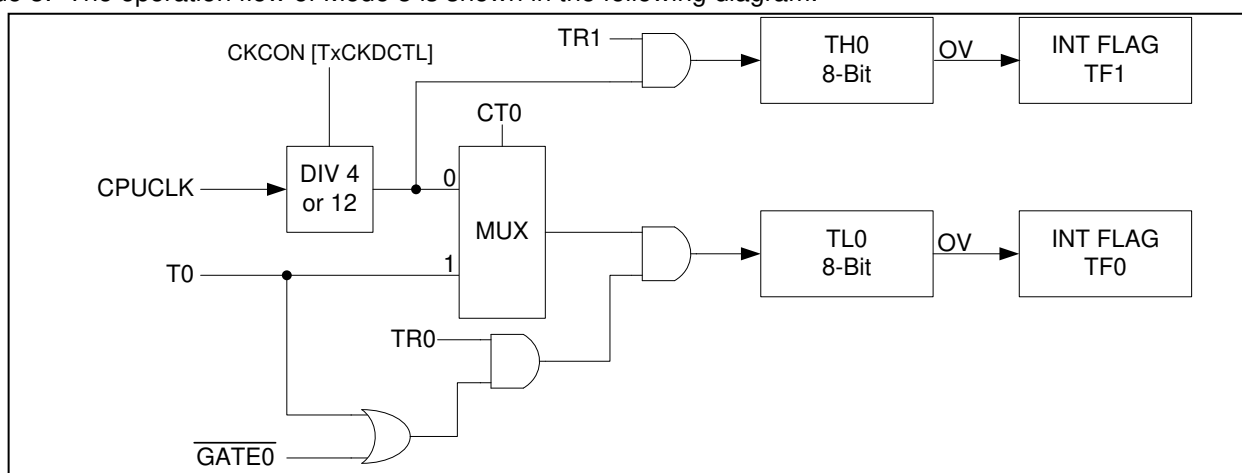 de 3. The operation flow of Mode 3 is shown in the following diagram.
TR1
TH0
8-Bit
OV
INT FLAG
TF1
CKCON [TxCKDCTL]
CT0
CPUCLK
DIV 4
or 12
0
MUX
1
T0
TL0
8-Bit
OV
INT FLAG
TF0
TR0
GATE0